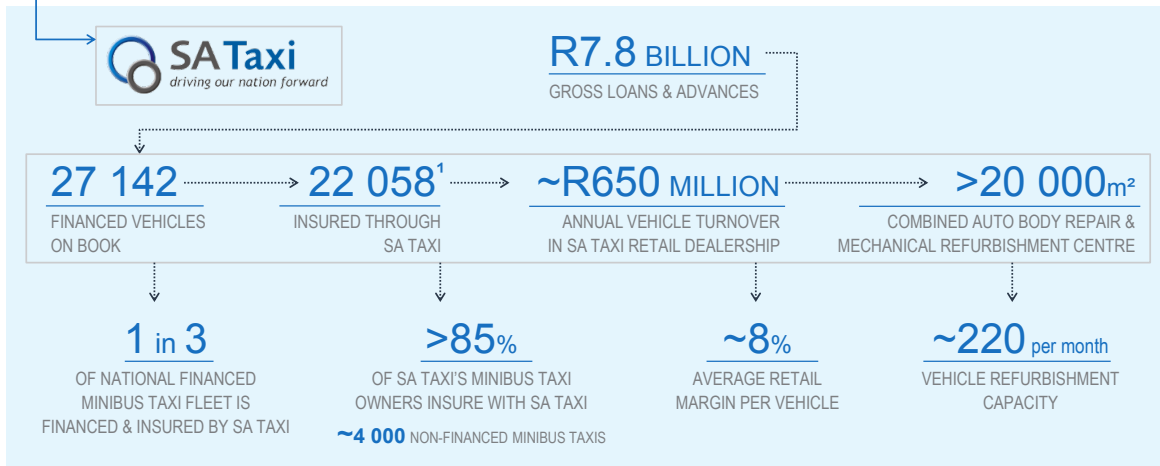 SA Taxi
driving our nation forward
R7.8 BILLION
GROSS LOANS & ADVANCES
27 142
FINANCED VEHICLES
ON BOOK
22 058¹
INSURED THROUGH
SA TAXI
~R650 MILLION
ANNUAL VEHICLE TURNOVER
IN SA TAXI RETAIL DEALERSHIP
>20 000m²
COMBINED AUTO BODY REPAIR &
MECHANICAL REFURBISHMENT CENTRE
1 in 3
OF NATIONAL FINANCED
MINIBUS TAXI FLEET IS
FINANCED & INSURED BY SA TAXI
>85%
OF SA TAXI'S MINIBUS TAXI
OWNERS INSURE WITH SA TAXI
~4 000 NON-FINANCED MINIBUS TAXIS
~8%
AVERAGE RETAIL
MARGIN PER VEHICLE
~220 per month
VEHICLE REFURBISHMENT
CAPACITY